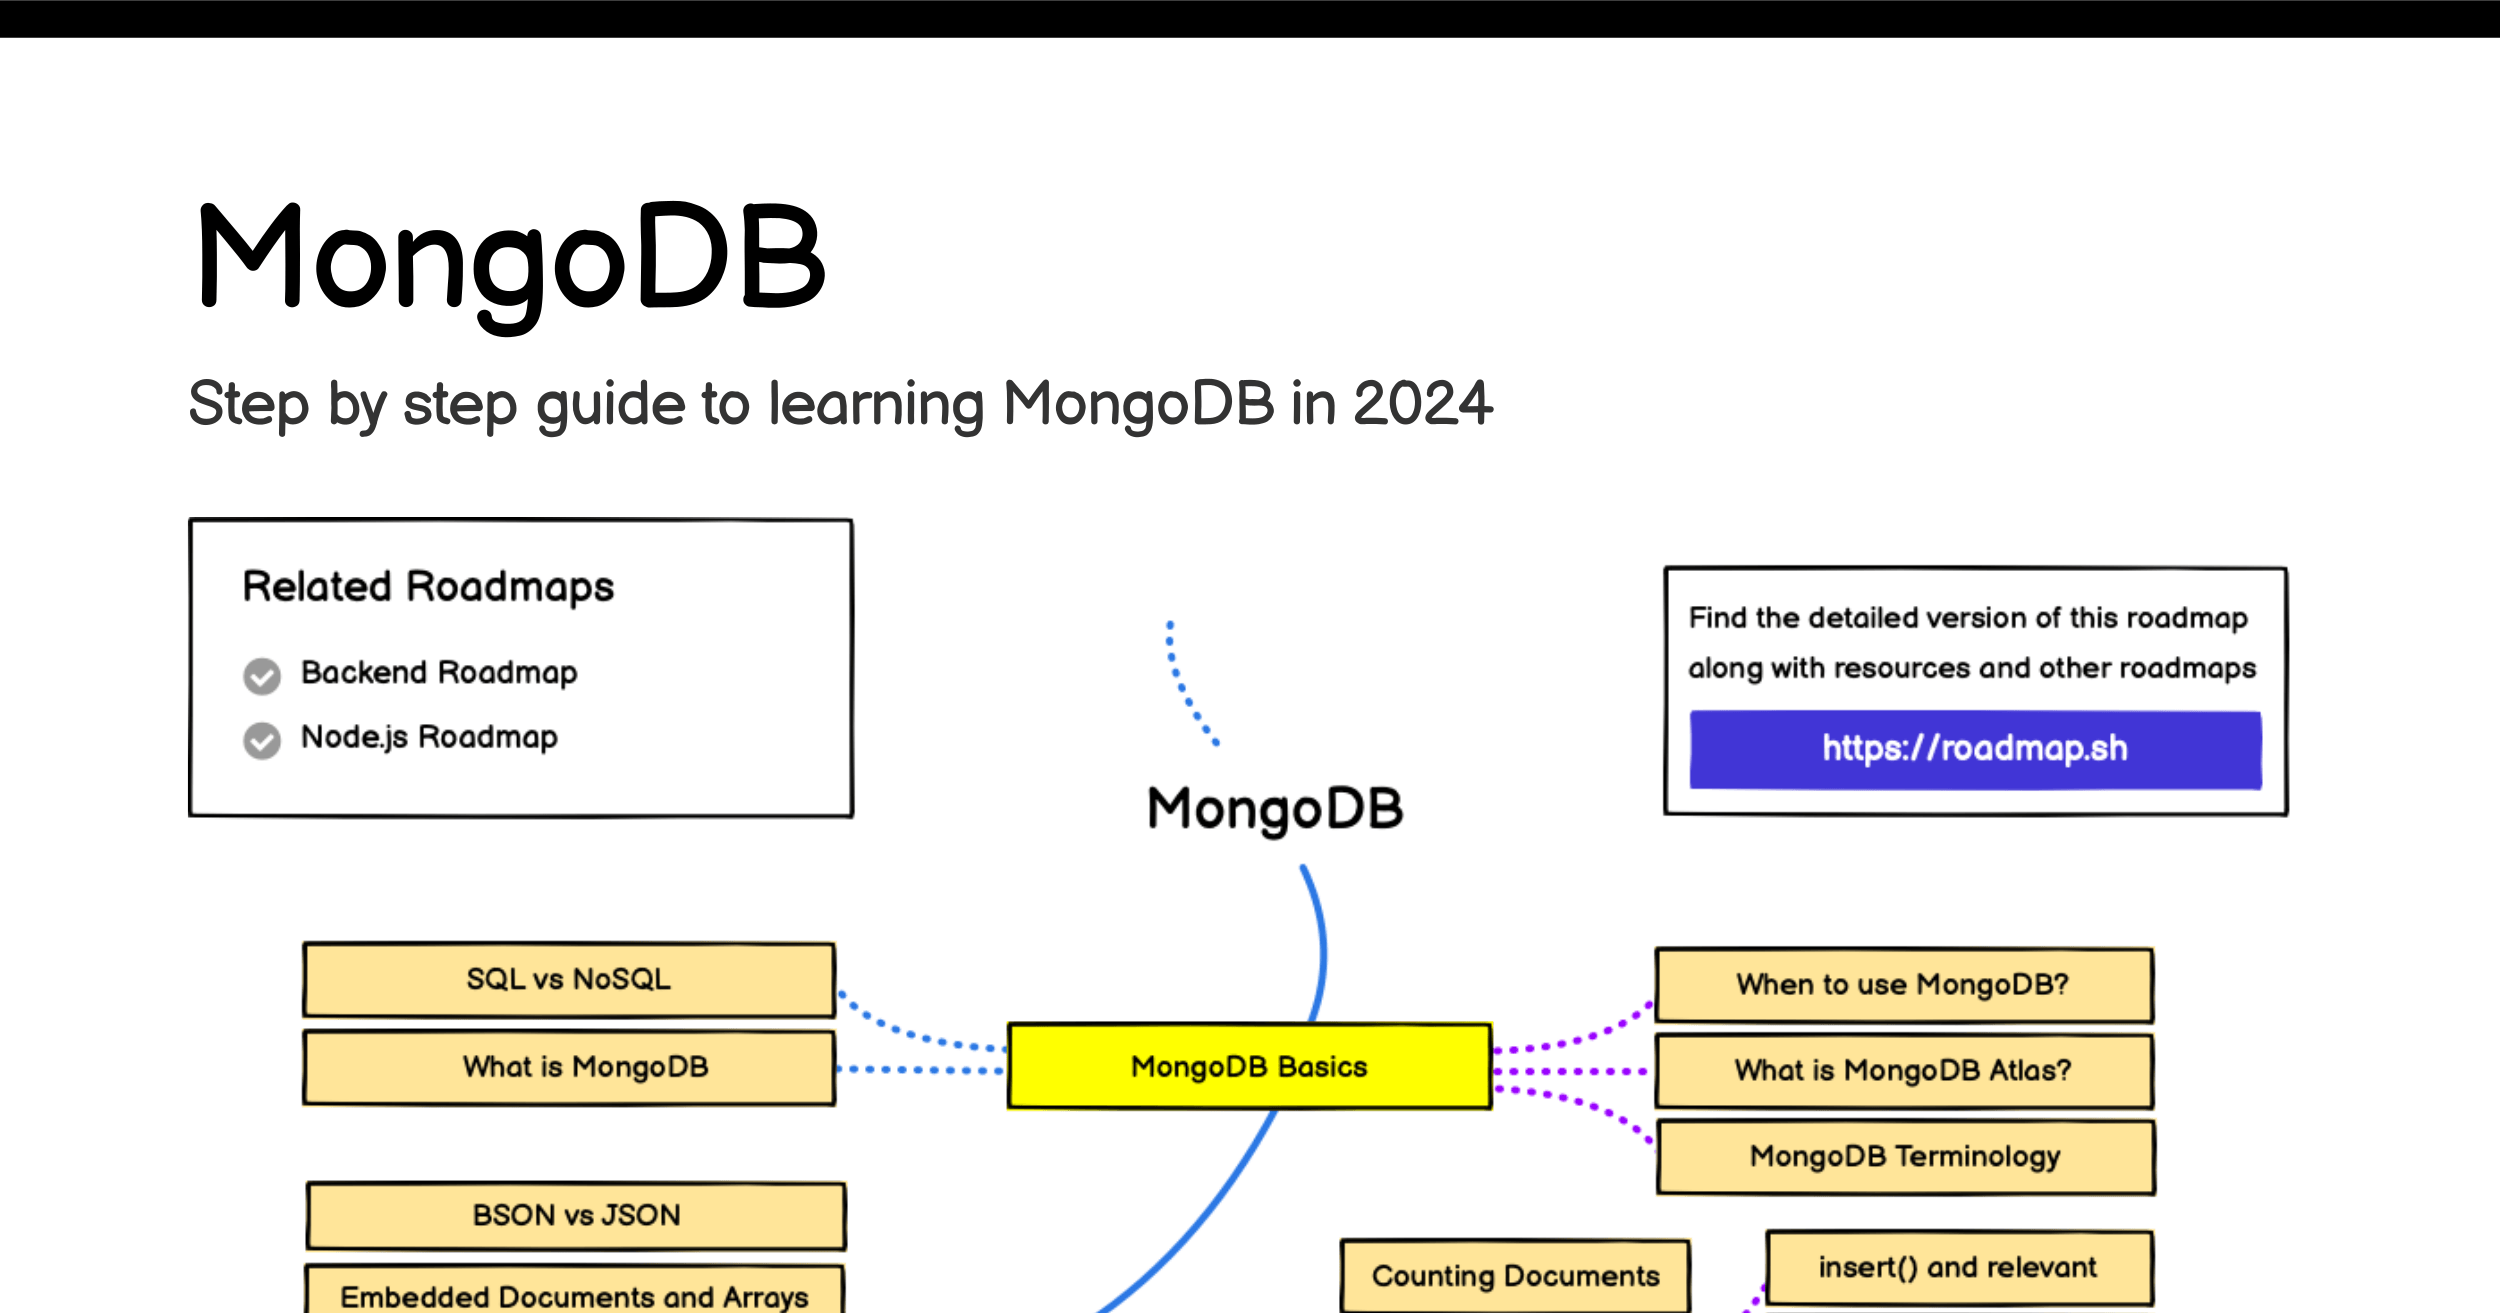 MongoDB
Step by step guide to learning MongoDB in 2024
Related Roadmaps
Backend Roadmap
Node.js Roadmap
Find the detailed version of this roadmap
along with resources and other roadmaps
https://roadmap.sh
MongoDB
SQL vs NoSQL
What is MongoDB
MongoDB Basics
When to use MongoDB?
What is MongoDB Atlas?
MongoDB Terminology
BSON vs JSON
Embedded Documents and Arrays
Counting Documents
insert() and relevant